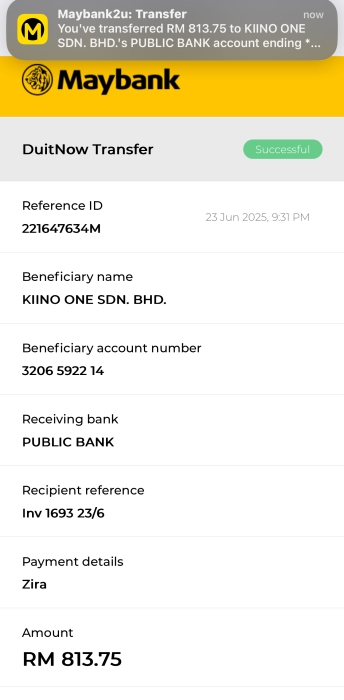 Maybank2u: Transfer
now
You've transferred RM 813.75 to KIINO ONE
SDN. BHD.'s PUBLIC BANK account ending *...
Maybank
DuitNow Transfer
Successful
Reference ID
221647634M
23 Jun 2025, 9:31 PM
Beneficiary name
KIINO ONE SDN. BHD.
Beneficiary account number
3206 5922 14
Receiving bank
PUBLIC BANK
Recipient reference
Inv 1693 23/6
Payment details
Zira
Amount
RM 813.75